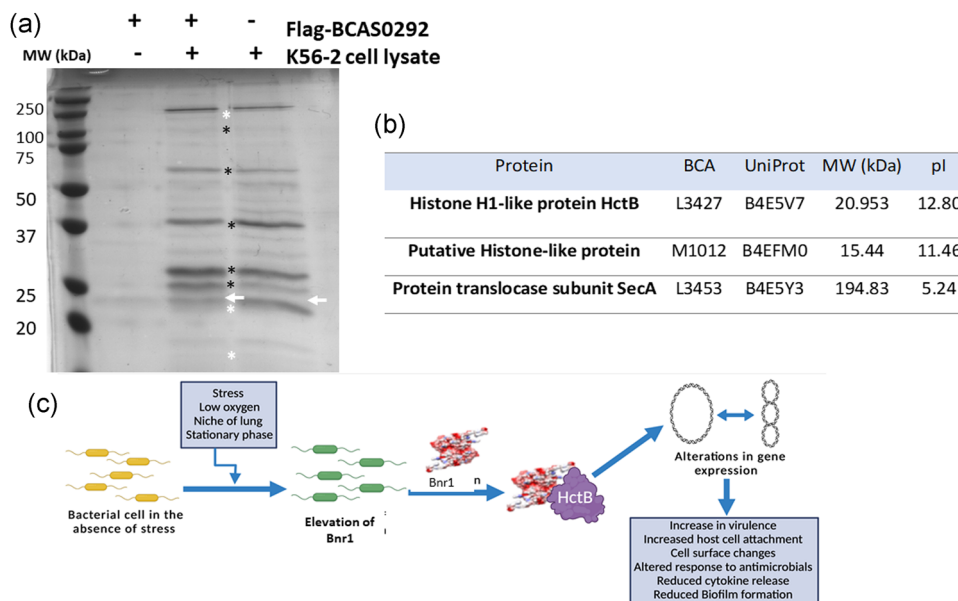 (a)
+ + - Flag-BCAS0292
MW (kDa) - + + K56-2 cell lysate
250
100
75
50
37
25
20
* * * * * * * *
(b)
Protein BCA UniProt MW (kDa) pI
Histone H1-like protein HctB L3427 B4E5V7 20.953 12.80
Putative Histone-like protein M1012 B4EFM0 15.44 11.46
Protein translocase subunit SecA L3453 B4E5Y3 194.83 5.24
(c)
Stress
Low oxygen
Niche of lung
Stationary phase
Bacterial cell in the
absence of stress
Elevation of
Bnr1
Bnr1 n
HctB
Alterations in gene
expression
Increase in virulence
Increased host cell attachment
Cell surface changes
Altered response to antimicrobials
Reduced cytokine release
Reduced Biofilm formation